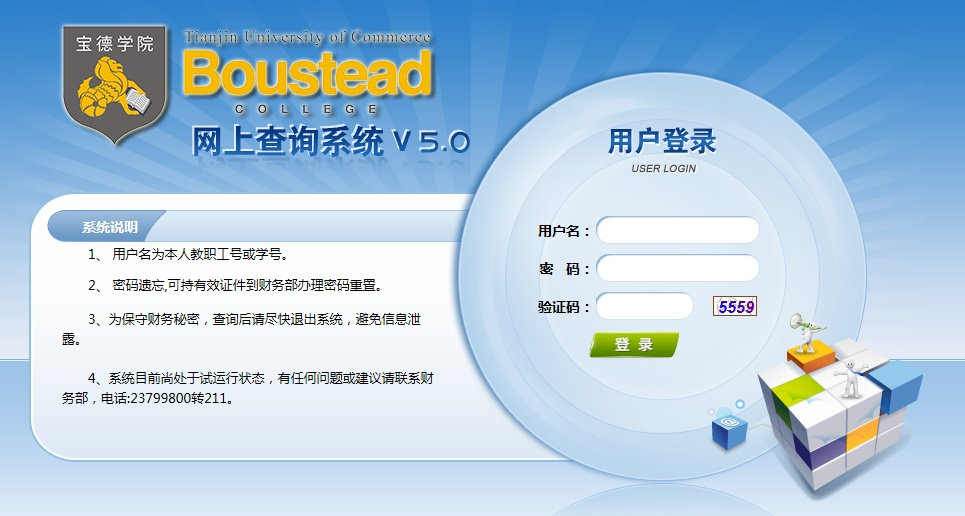 宝德学院
Tianjin University of Commerce
Boustead
COLLEGE
网上查询系统 V 5.0
用户登录
USER LOGIN
系统说明
1、 用户名为本人教职工号或学号。
2、 密码遗忘,可持有效证件到财务部办理密码重置。
3、为保守财务秘密，查询后请尽快退出系统，避免信息泄
露。
4、系统目前尚处于试运行状态，有任何问题或建议请联系财
务部，电话:23799800转211。
用户名：
密 码：
验证码： 5559
登 录
@